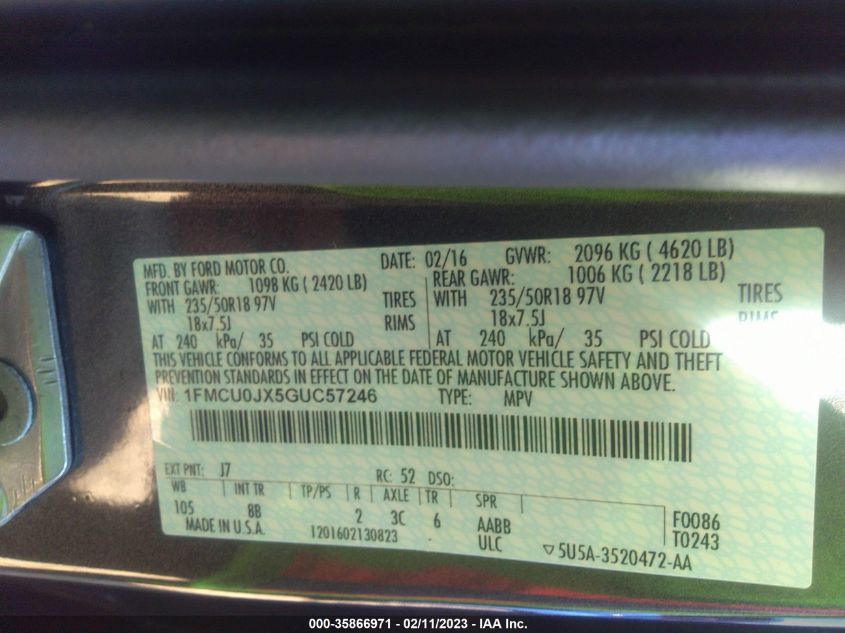 MFD. BY FORD MOTOR CO. DATE: 02/16 GVWR: 2096 KG ( 4620 LB)
FRONT GAWR: 1098 KG ( 2420 LB) REAR GAWR: 1006 KG ( 2218 LB)
WITH 235/50R18 97V TIRES WITH 235/50R18 97V TIRES
18x7.5J RIMS 18x7.5J RIMS
AT 240 kPa/ 35 PSI COLD AT 240 kPa/ 35 PSI COLD
THIS VEHICLE CONFORMS TO ALL APPLICABLE FEDERAL MOTOR VEHICLE SAFETY AND THEFT
PREVENTION STANDARDS IN EFFECT ON THE DATE OF MANUFACTURE SHOWN ABOVE.
VIN: 1FMCU0JX5GUC57246 TYPE: MPV
EXT PNT: J7 RC: 52 DSO:
WB INT TR TP/PS R AXLE TR SPR
105 8B 2 3C 6 AABB F0086
MADE IN U.S.A. 1201602130823 ULC T0243
5U5A-3520472-AA
000-35866971 - 02/11/2023 - IAA Inc.